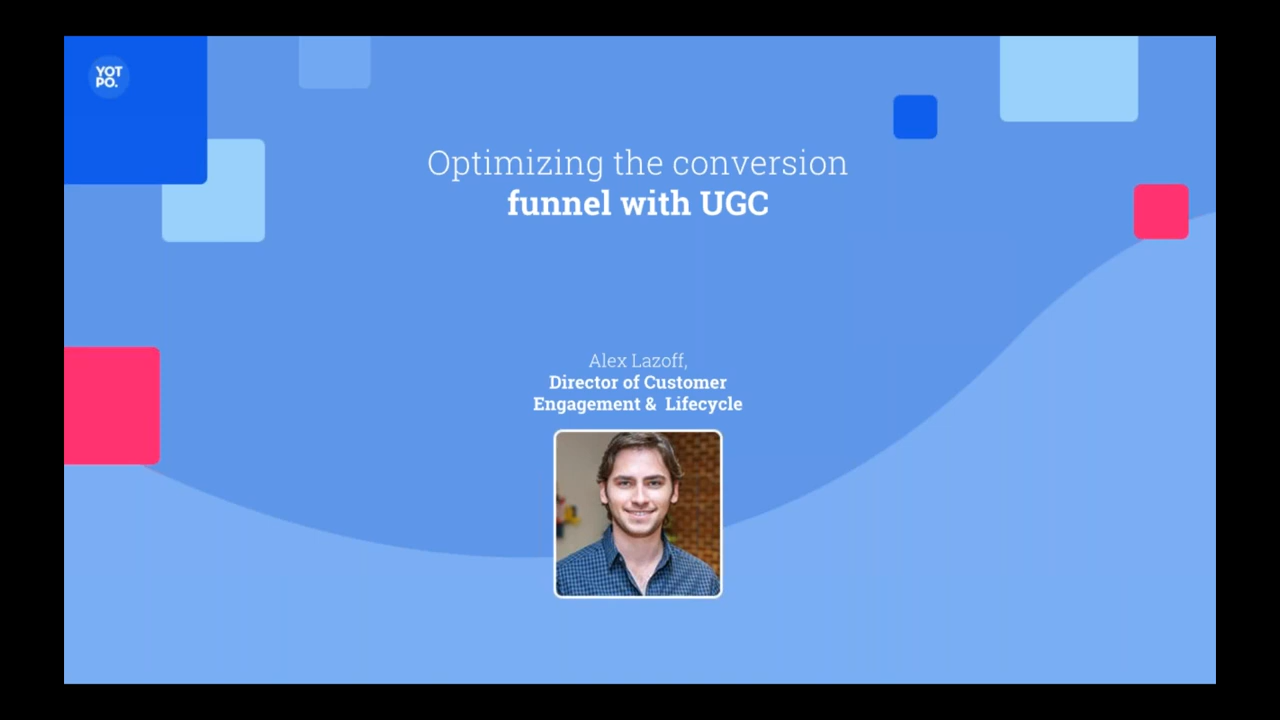 YOT
PO.
Optimizing the conversion
funnel with UGC
Alex Lazoff,
Director of Customer
Engagement & Lifecycle